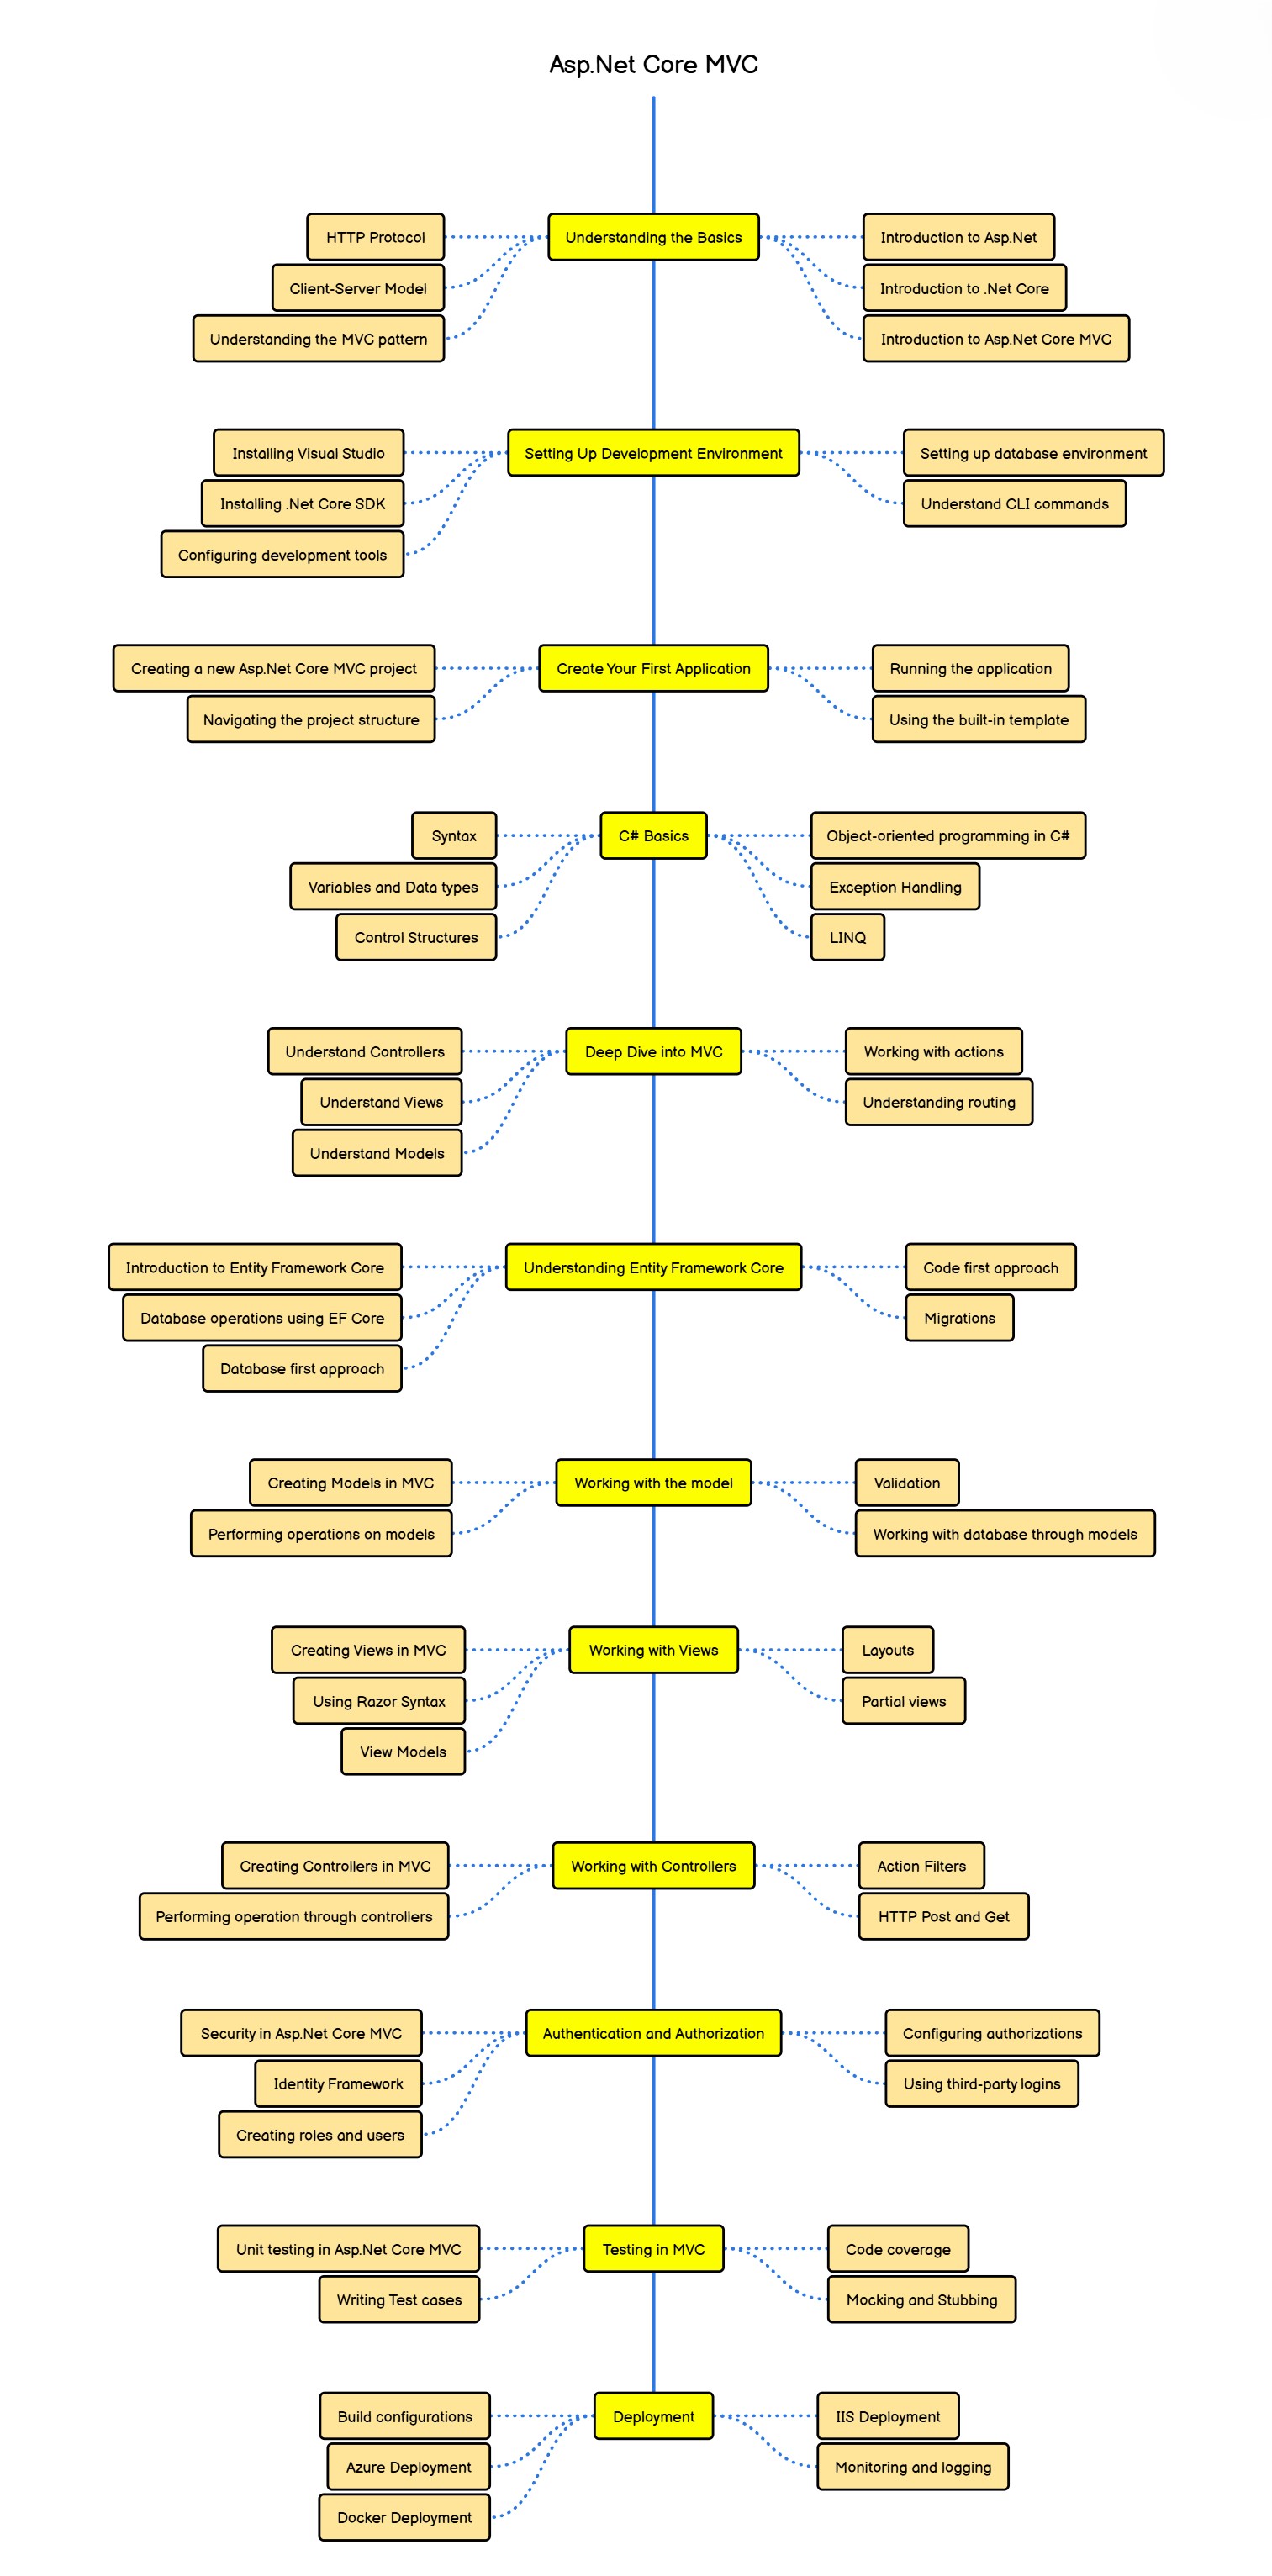 Asp.Net Core MVC
Understanding the Basics
HTTP Protocol
Client-Server Model
Understanding the MVC pattern
Introduction to Asp.Net
Introduction to .Net Core
Introduction to Asp.Net Core MVC
Setting Up Development Environment
Installing Visual Studio
Installing .Net Core SDK
Configuring development tools
Setting up database environment
Understand CLI commands
Create Your First Application
Creating a new Asp.Net Core MVC project
Navigating the project structure
Running the application
Using the built-in template
C# Basics
Syntax
Variables and Data types
Control Structures
Object-oriented programming in C#
Exception Handling
LINQ
Deep Dive into MVC
Understand Controllers
Understand Views
Understand Models
Working with actions
Understanding routing
Understanding Entity Framework Core
Introduction to Entity Framework Core
Database operations using EF Core
Database first approach
Code first approach
Migrations
Working with the model
Creating Models in MVC
Performing operations on models
Validation
Working with database through models
Working with Views
Creating Views in MVC
Using Razor Syntax
View Models
Layouts
Partial views
Working with Controllers
Creating Controllers in MVC
Performing operation through controllers
Action Filters
HTTP Post and Get
Authentication and Authorization
Security in Asp.Net Core MVC
Identity Framework
Creating roles and users
Configuring authorizations
Using third-party logins
Testing in MVC
Unit testing in Asp.Net Core MVC
Writing Test cases
Code coverage
Mocking and Stubbing
Deployment
Build configurations
Azure Deployment
Docker Deployment
IIS Deployment
Monitoring and logging